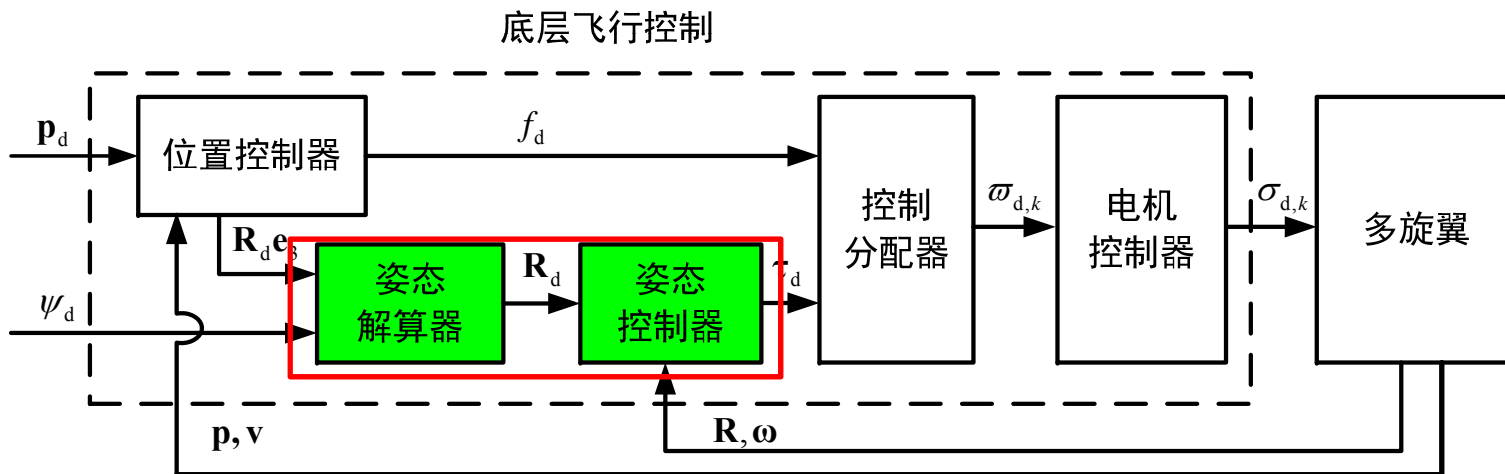 底层飞行控制
p_d
位置控制器
f_d
控制
分配器
ϖ_{d,k}
电机
控制器
σ_{d,k}
多旋翼
R_d e_3
姿态
解算器
R_d
姿态
控制器
τ_d
ψ_d
p, v
R, ω